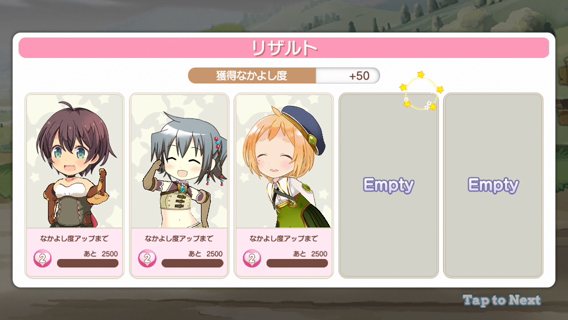 リザルト
獲得なかよし度 +50
Empty
Empty
なかよし度アップまで
2 あと 2500
なかよし度アップまで
2 あと 2500
なかよし度アップまで
2 あと 2500
Tap to Next